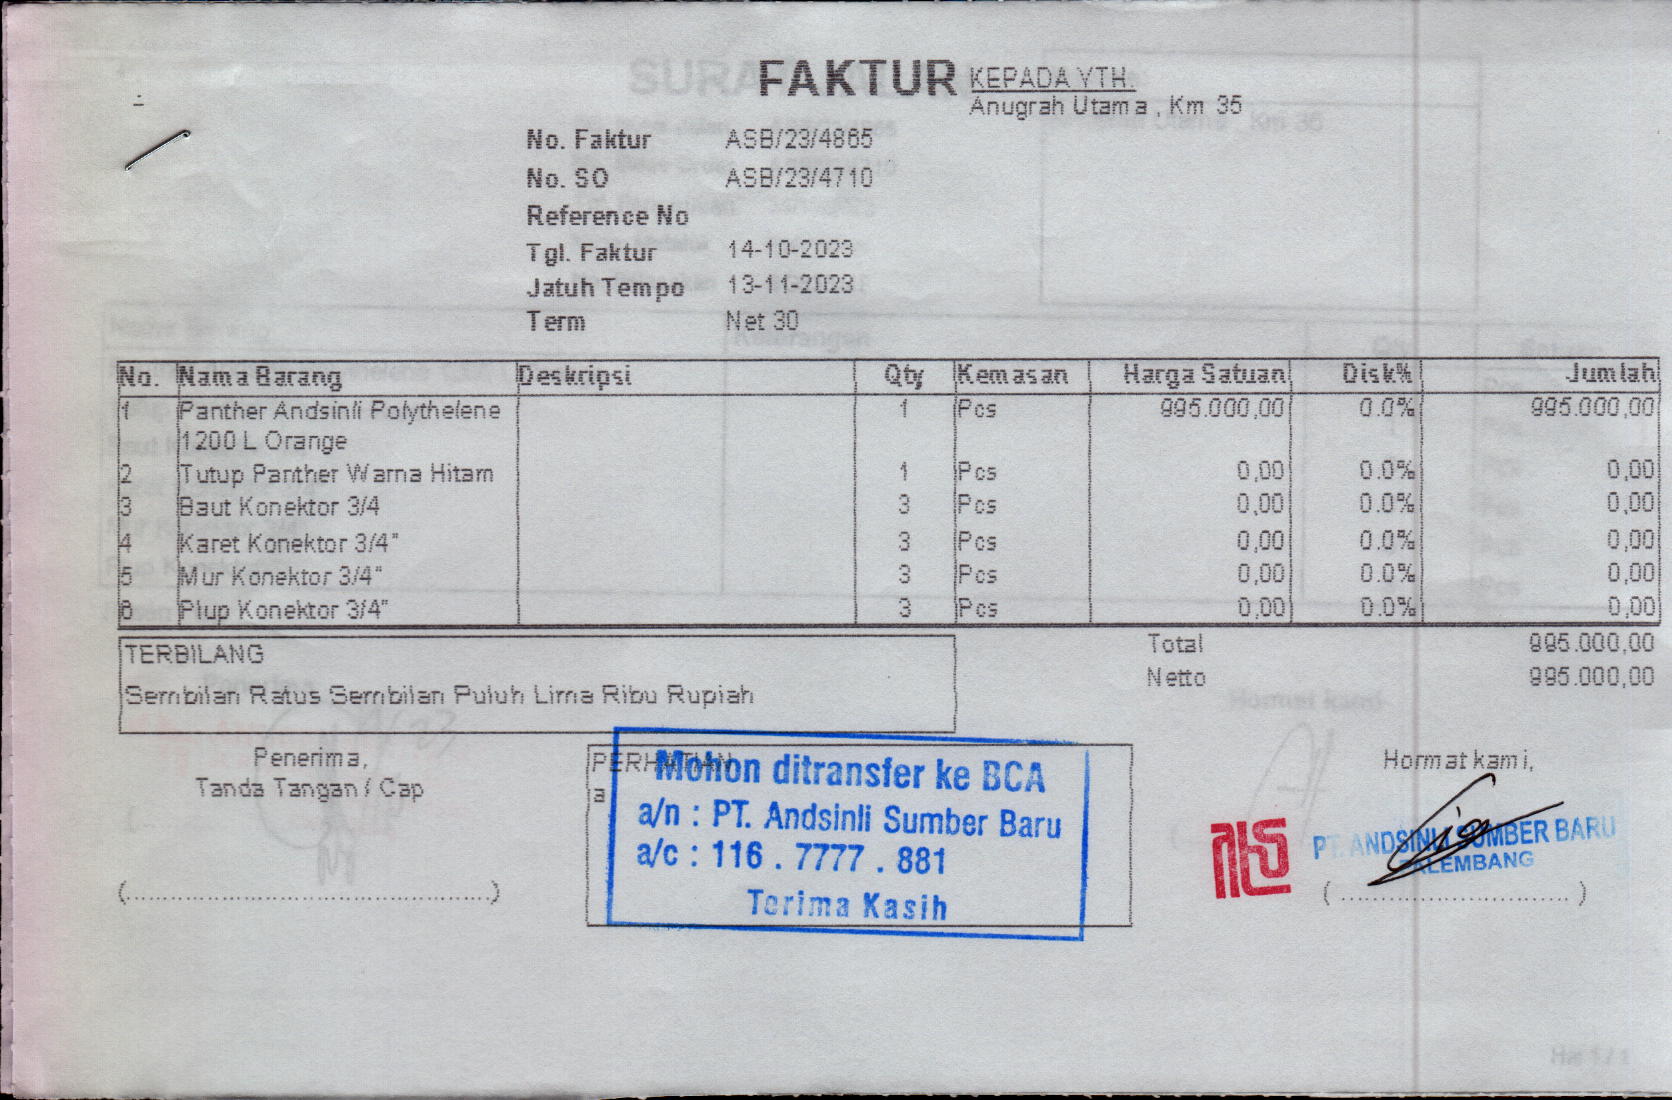 FAKTUR
KEPADA YTH.
Anugrah Utama , Km 35
No. Faktur ASB/23/4865
No. SO ASB/23/4710
Reference No
Tgl. Faktur 14-10-2023
Jatuh Tempo 13-11-2023
Term Net 30
No. Nama Barang Deskripsi Qty Kemasan Harga Satuan Disk% Jumlah
1 Panther Andsinli Polythelene 1 Pcs 995.000,00 0.0% 995.000,00
1200 L Orange
2 Tutup Panther Warna Hitam 1 Pcs 0,00 0.0% 0,00
3 Baut Konektor 3/4 3 Pcs 0,00 0.0% 0,00
4 Karet Konektor 3/4" 3 Pcs 0,00 0.0% 0,00
5 Mur Konektor 3/4" 3 Pcs 0,00 0.0% 0,00
6 Plup Konektor 3/4" 3 Pcs 0,00 0.0% 0,00
Total 995.000,00
Netto 995.000,00
TERBILANG
Sembilan Ratus Sembilan Puluh Lima Ribu Rupiah
Penerima,
Tanda Tangan / Cap
(................................................)
PERHATIAN
a
Mohon ditransfer ke BCA
a/n : PT. Andsinli Sumber Baru
a/c : 116 . 7777 . 881
Terima Kasih
Hormat kami,
PT. ANDSINLI SUMBER BARU
PALEMBANG
( .............................. )